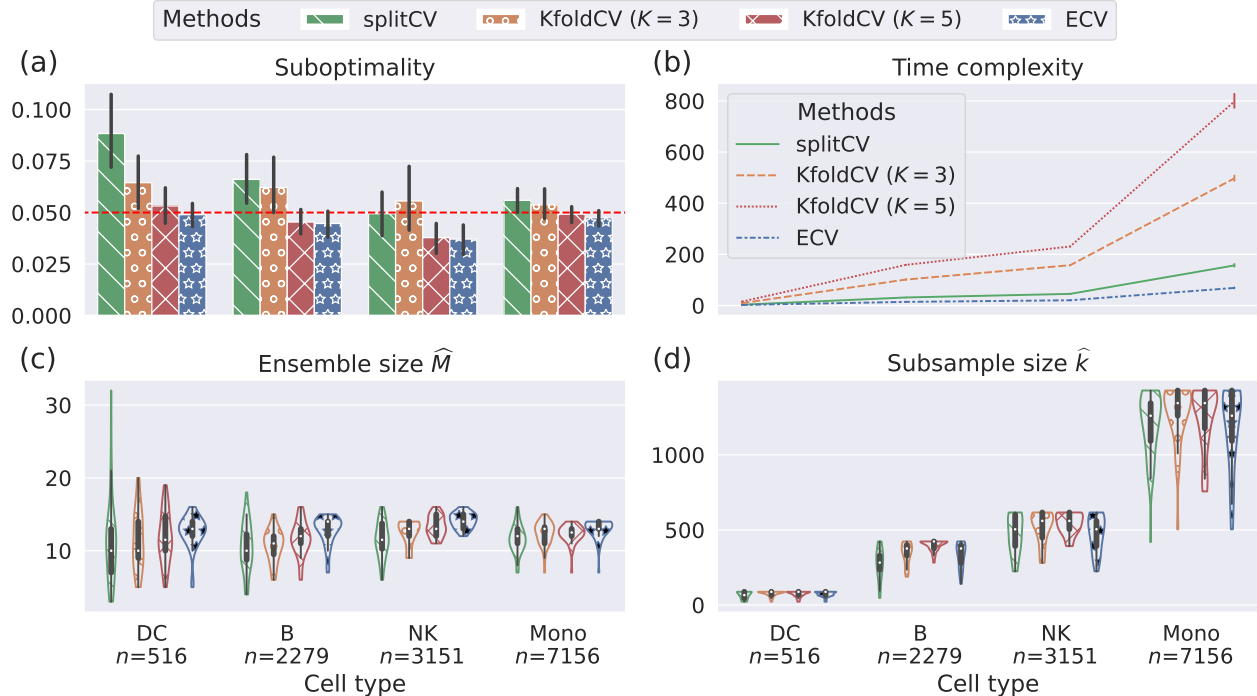 Methods splitCV KfoldCV (K = 3) KfoldCV (K = 5) ECV
(a) Suboptimality
0.100
0.075
0.050
0.025
0.000
(b) Time complexity
800
600
400
200
0
Methods
splitCV
KfoldCV (K = 3)
KfoldCV (K = 5)
ECV
(c) Ensemble size M̂
30
20
10
DC B NK Mono
n=516 n=2279 n=3151 n=7156
Cell type
(d) Subsample size k̂
1000
500
0
DC B NK Mono
n=516 n=2279 n=3151 n=7156
Cell type